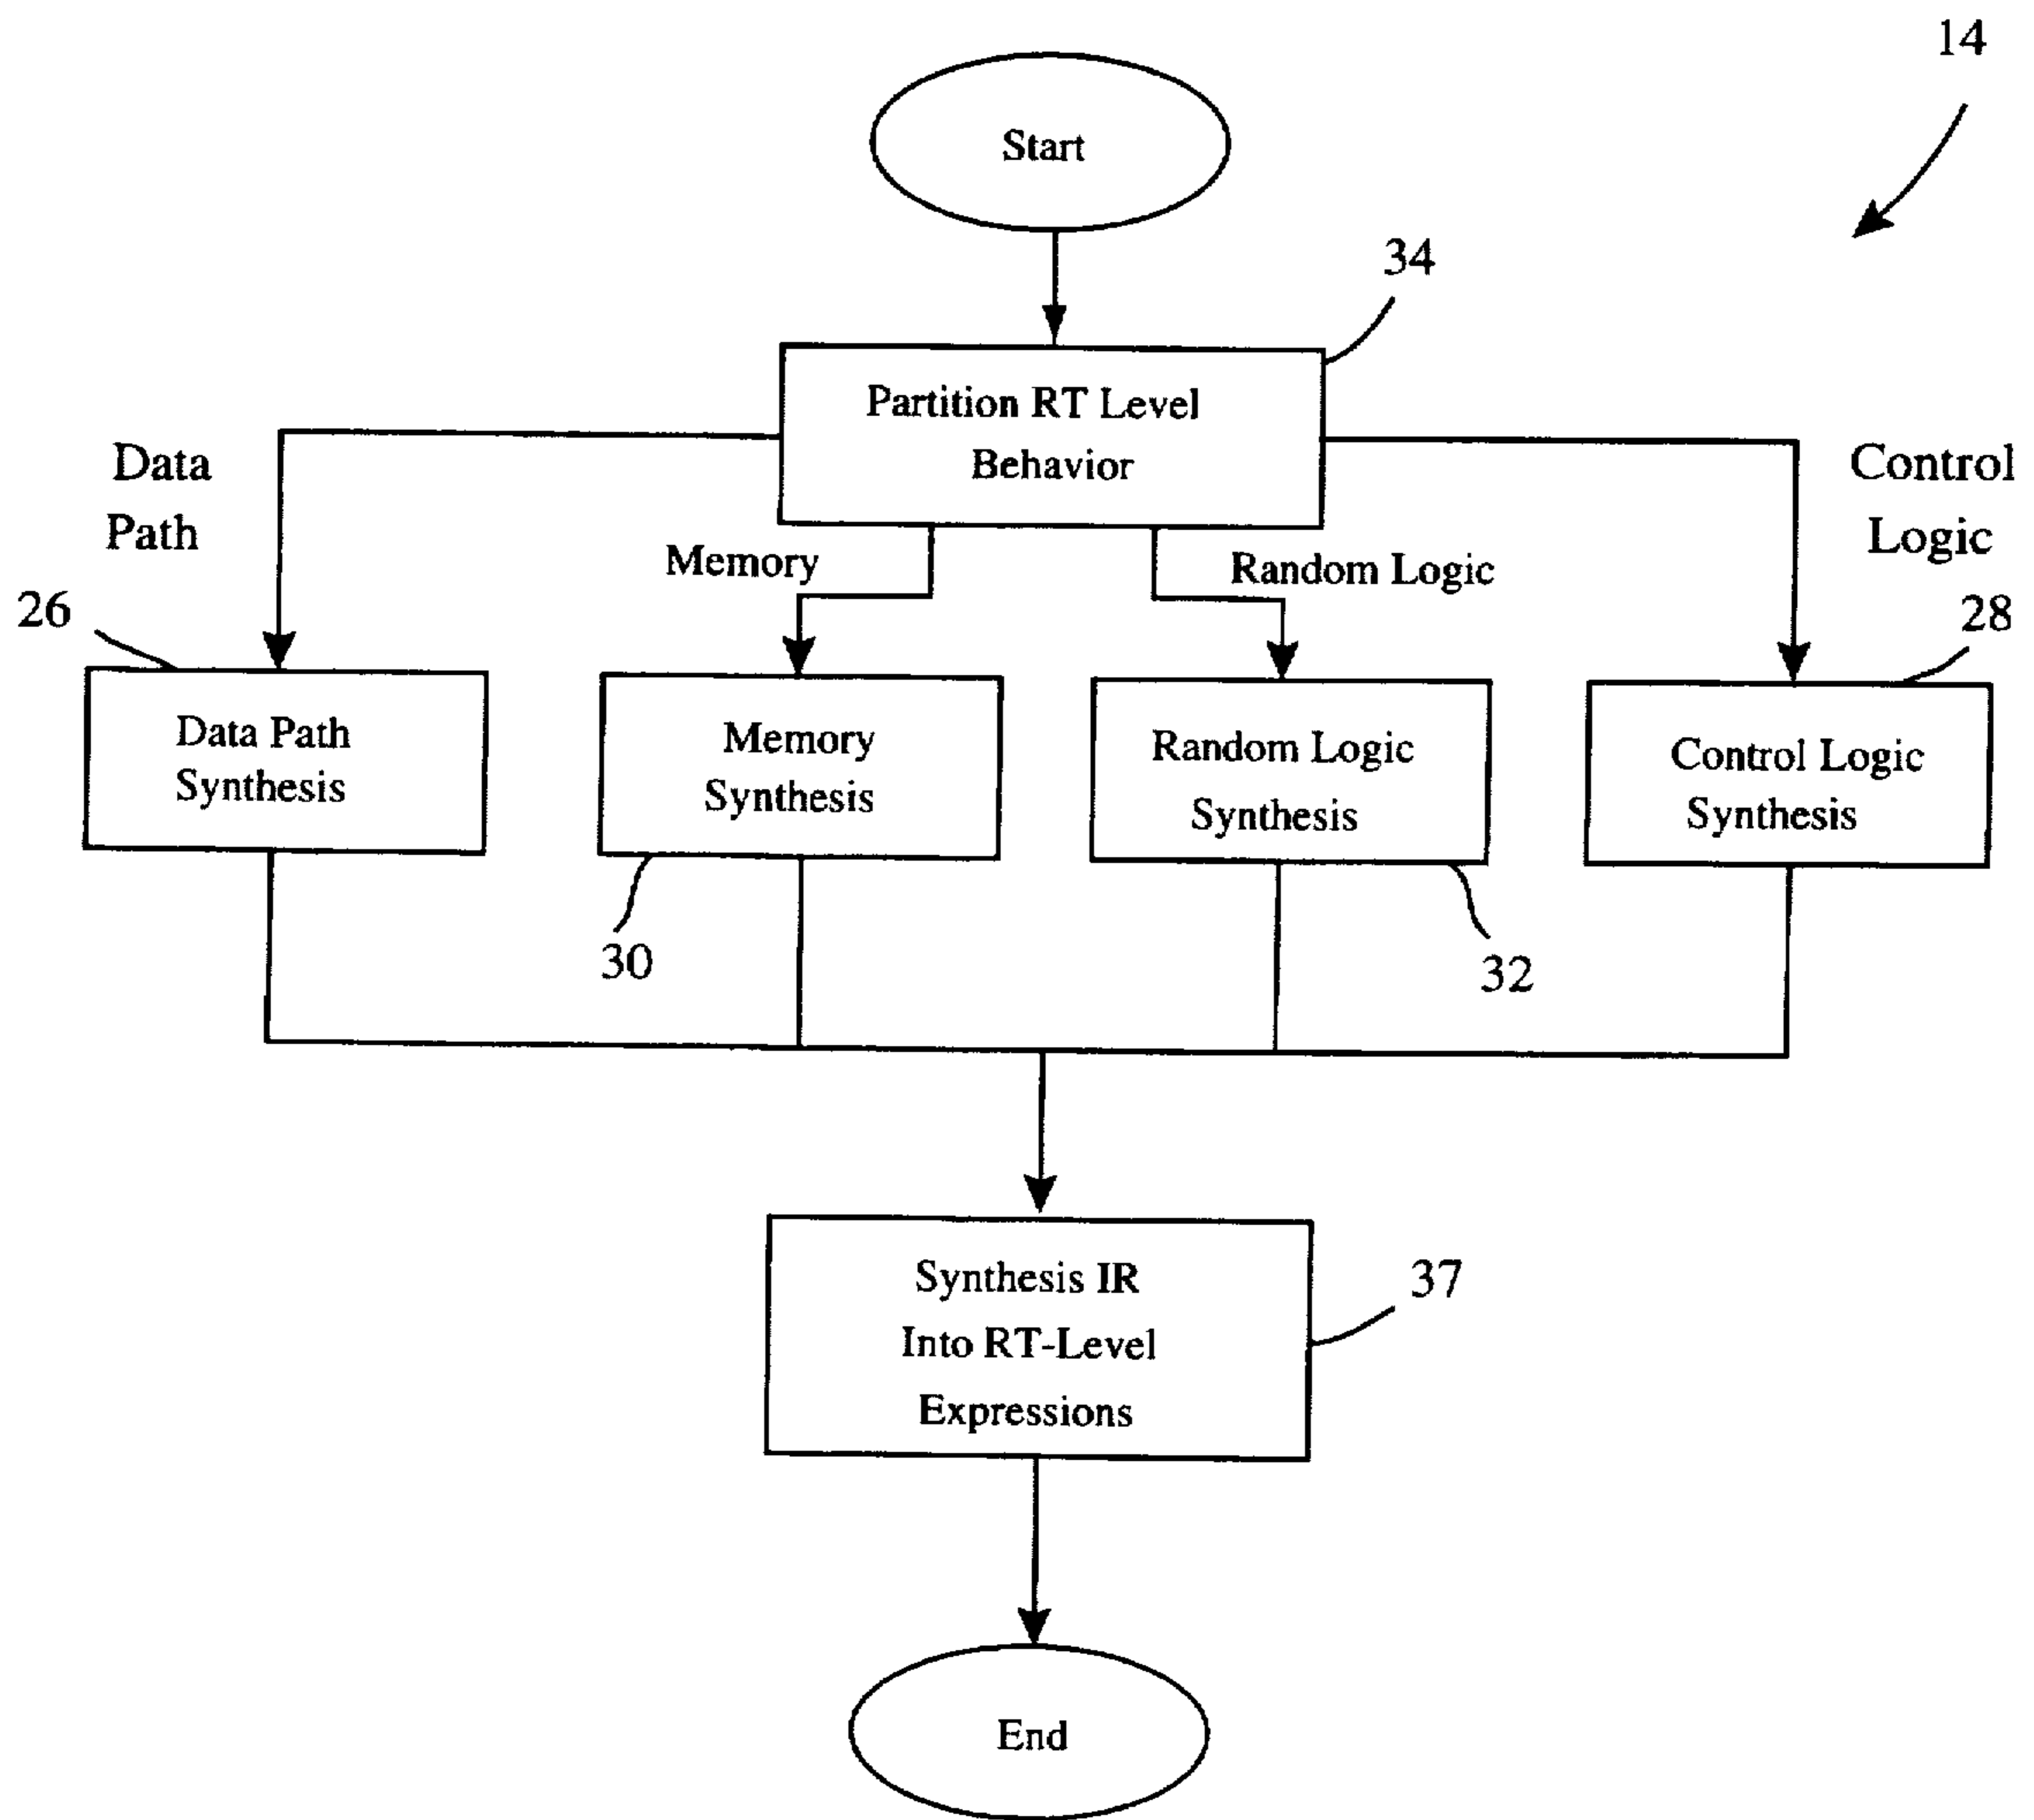 14
Start
34
Partition RT Level
Behavior
Data
Path
Control
Logic
Memory
Random Logic
26
28
Data Path
Synthesis
Memory
Synthesis
Random Logic
Synthesis
Control Logic
Synthesis
30
32
Synthesis IR
Into RT-Level
Expressions
37
End